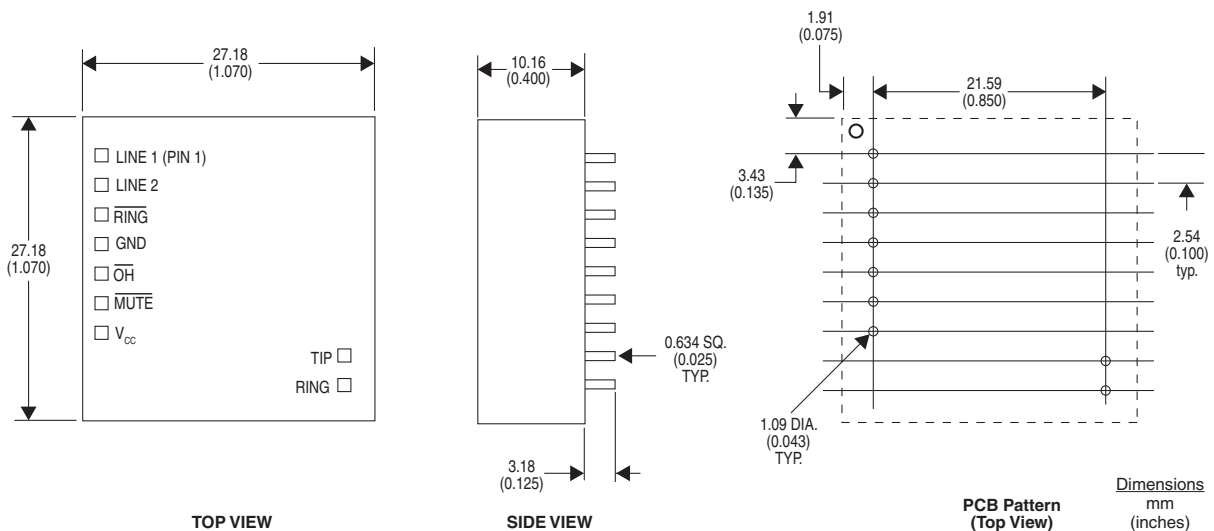 27.18
(1.070)
27.18
(1.070)
LINE 1 (PIN 1)
LINE 2
RING
GND
OH
MUTE
VCC
TIP
RING
TOP VIEW
10.16
(0.400)
0.634 SQ.
(0.025)
TYP.
3.18
(0.125)
SIDE VIEW
1.91
(0.075)
21.59
(0.850)
3.43
(0.135)
2.54
(0.100)
typ.
1.09 DIA.
(0.043)
TYP.
PCB Pattern
(Top View)
Dimensions
mm
(inches)